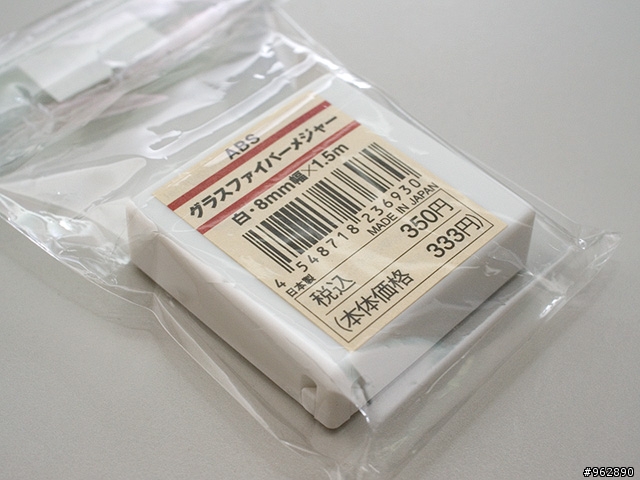 ABS
グラスファイバーメジャー
白・8mm幅×1.5m
4 548718 236930
日本製 MADE IN JAPAN
税込 350円
(本体価格 333円)
#962890